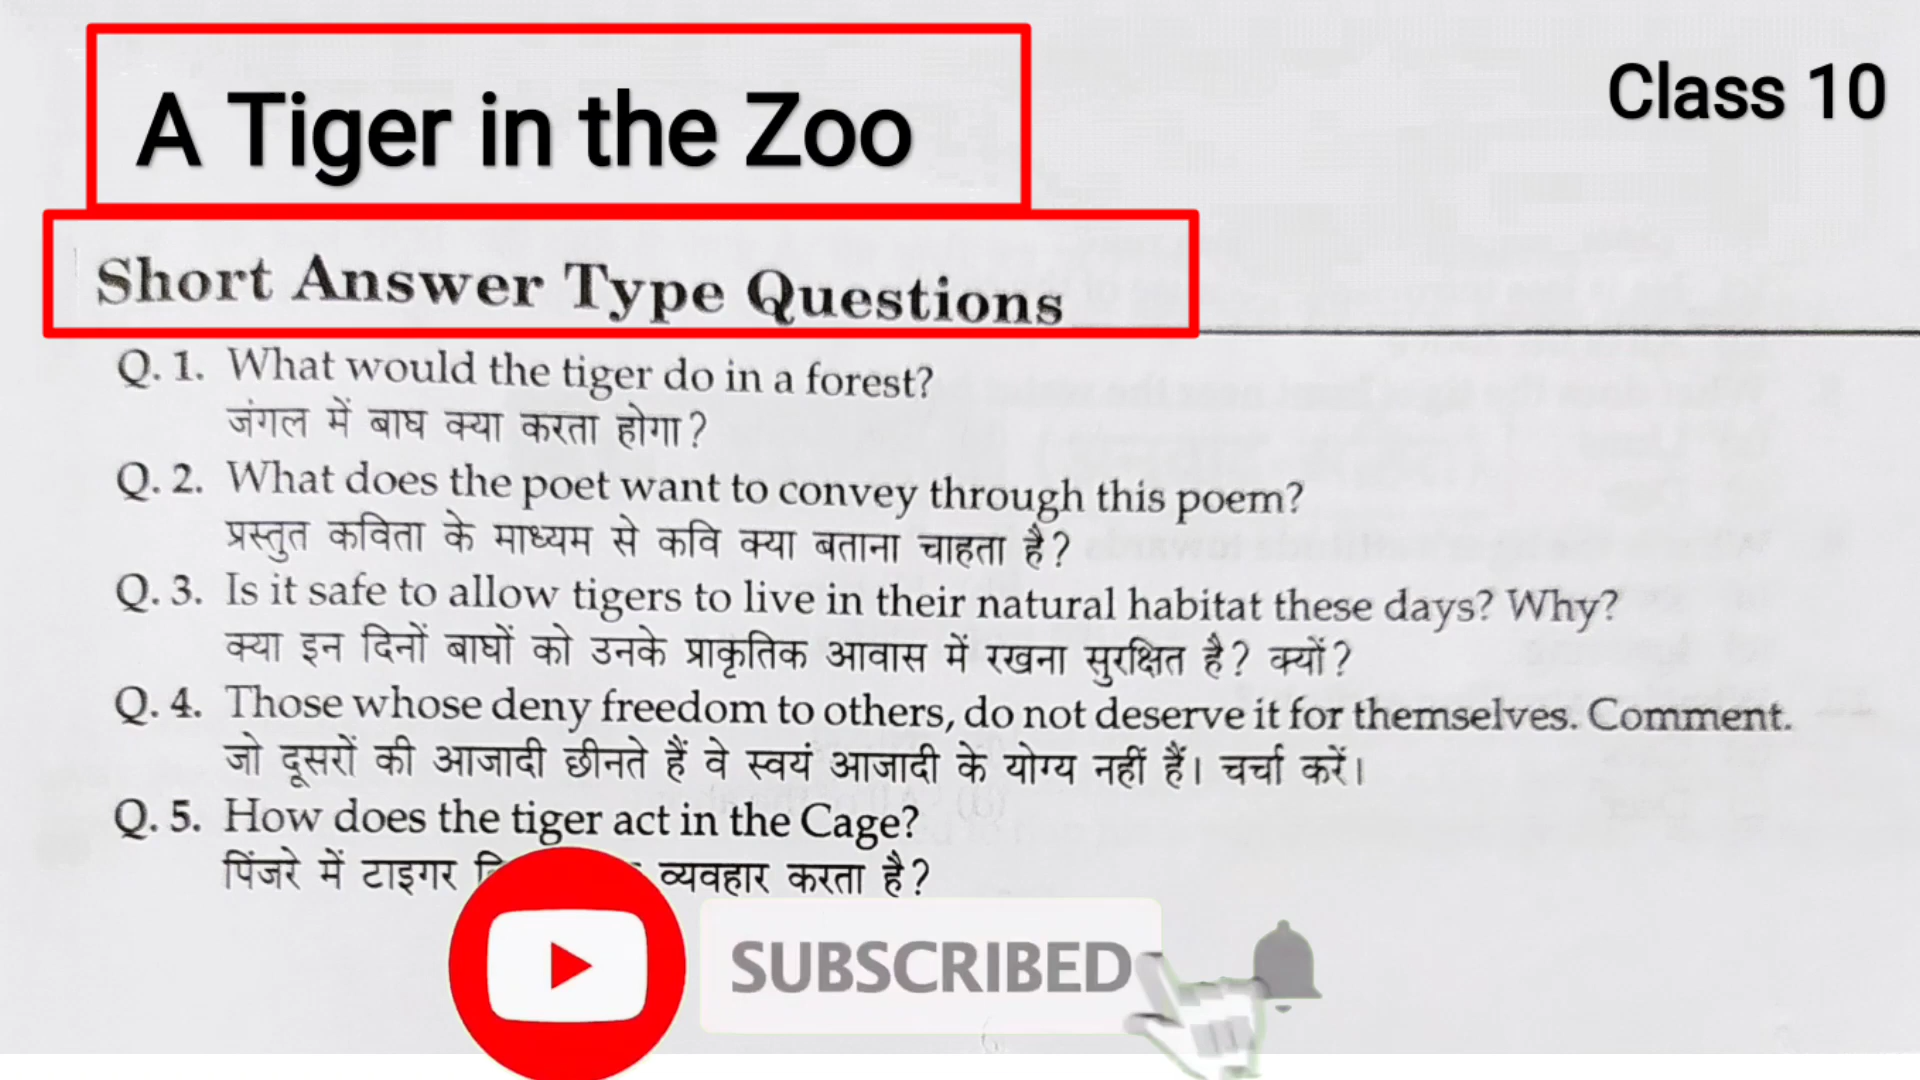 A Tiger in the Zoo
Class 10
Short Answer Type Questions
Q. 1. What would the tiger do in a forest?
जंगल में बाघ क्या करता होगा?
Q. 2. What does the poet want to convey through this poem?
प्रस्तुत कविता के माध्यम से कवि क्या बताना चाहता है?
Q. 3. Is it safe to allow tigers to live in their natural habitat these days? Why?
क्या इन दिनों बाघों को उनके प्राकृतिक आवास में रखना सुरक्षित है? क्यों?
Q. 4. Those whose deny freedom to others, do not deserve it for themselves. Comment.
जो दूसरों की आजादी छीनते हैं वे स्वयं आजादी के योग्य नहीं हैं। चर्चा करें।
Q. 5. How does the tiger act in the Cage?
पिंजरे में टाइगर व्यवहार करता है?
SUBSCRIBED